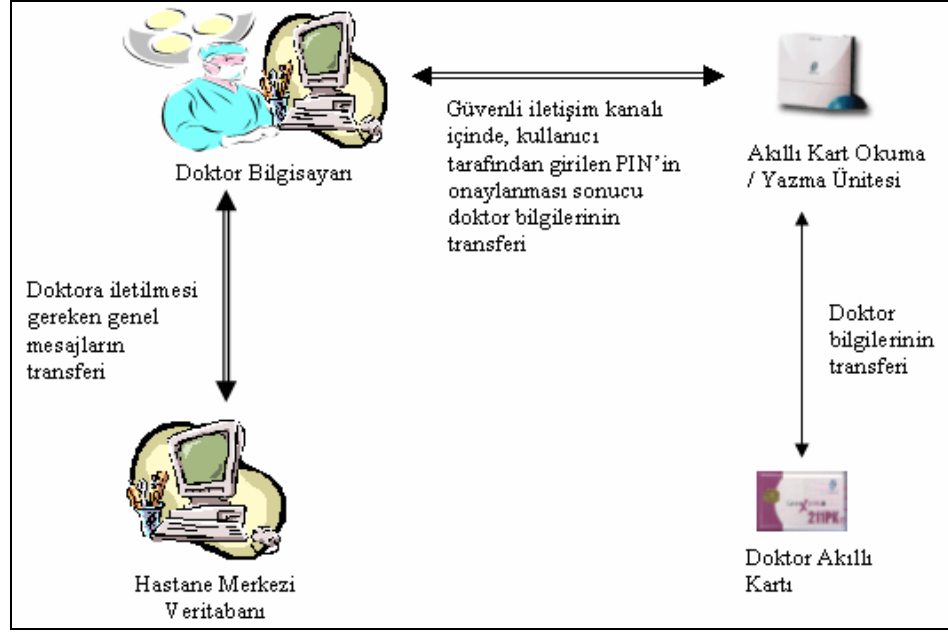 Güvenli iletişim kanalı
içinde, kullanıcı
tarafından girilen PIN'in
onaylanması sonucu
doktor bilgilerinin
transferi
Akıllı Kart Okuma
/ Yazma Ünitesi
Doktor Bilgisayarı
Doktora iletilmesi
gereken genel
mesajların
transferi
Doktor
bilgilerinin
transferi
211PK
Doktor Akıllı
Kartı
Hastane Merkezi
Veritabanı